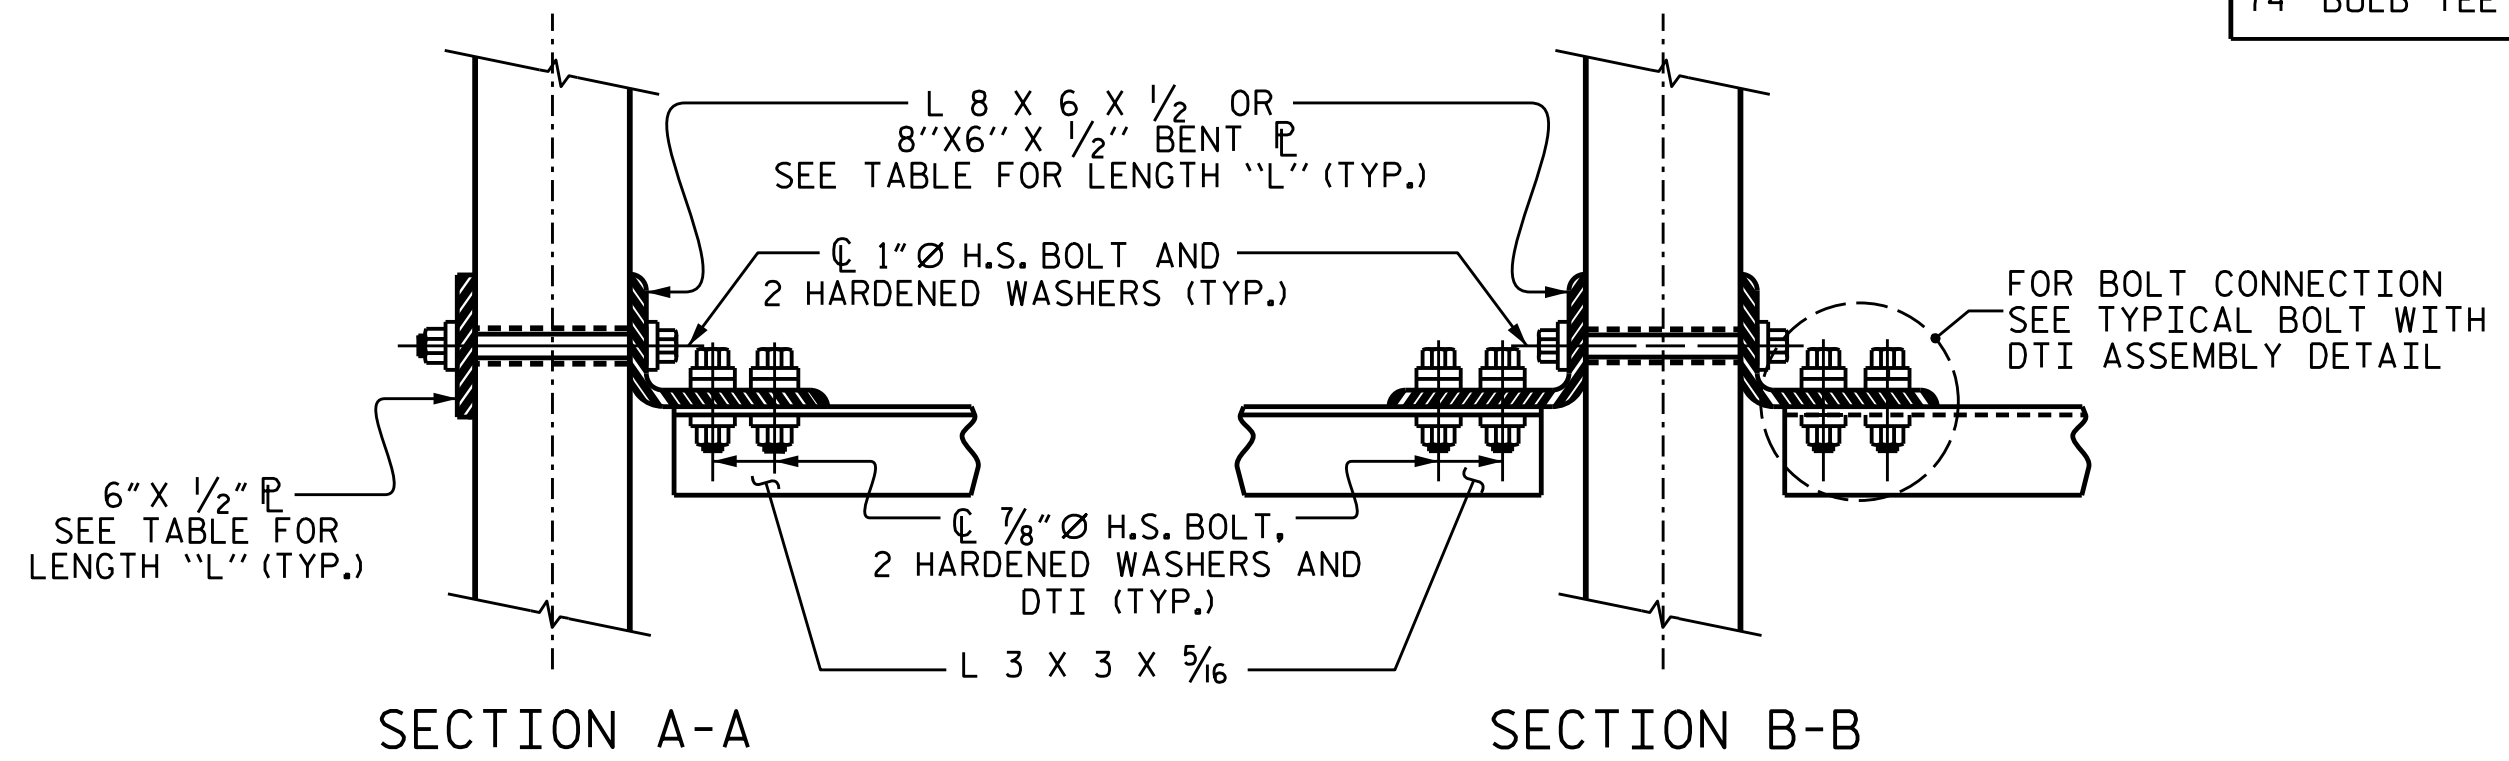 74" BULB TEE
L 8 X 6 X 1/2 OR
8"X6" X 1/2" BENT ⅊
SEE TABLE FOR LENGTH "L" (TYP.)
℄ 1"Ø H.S. BOLT AND
2 HARDENED WASHERS (TYP.)
FOR BOLT CONNECTION
SEE TYPICAL BOLT WITH
DTI ASSEMBLY DETAIL
6"X 1/2" ⅊
SEE TABLE FOR
LENGTH "L" (TYP.)
℄ 7/8"Ø H.S. BOLT,
2 HARDENED WASHERS AND
DTI (TYP.)
L 3 X 3 X 5/16
SECTION A-A
SECTION B-B